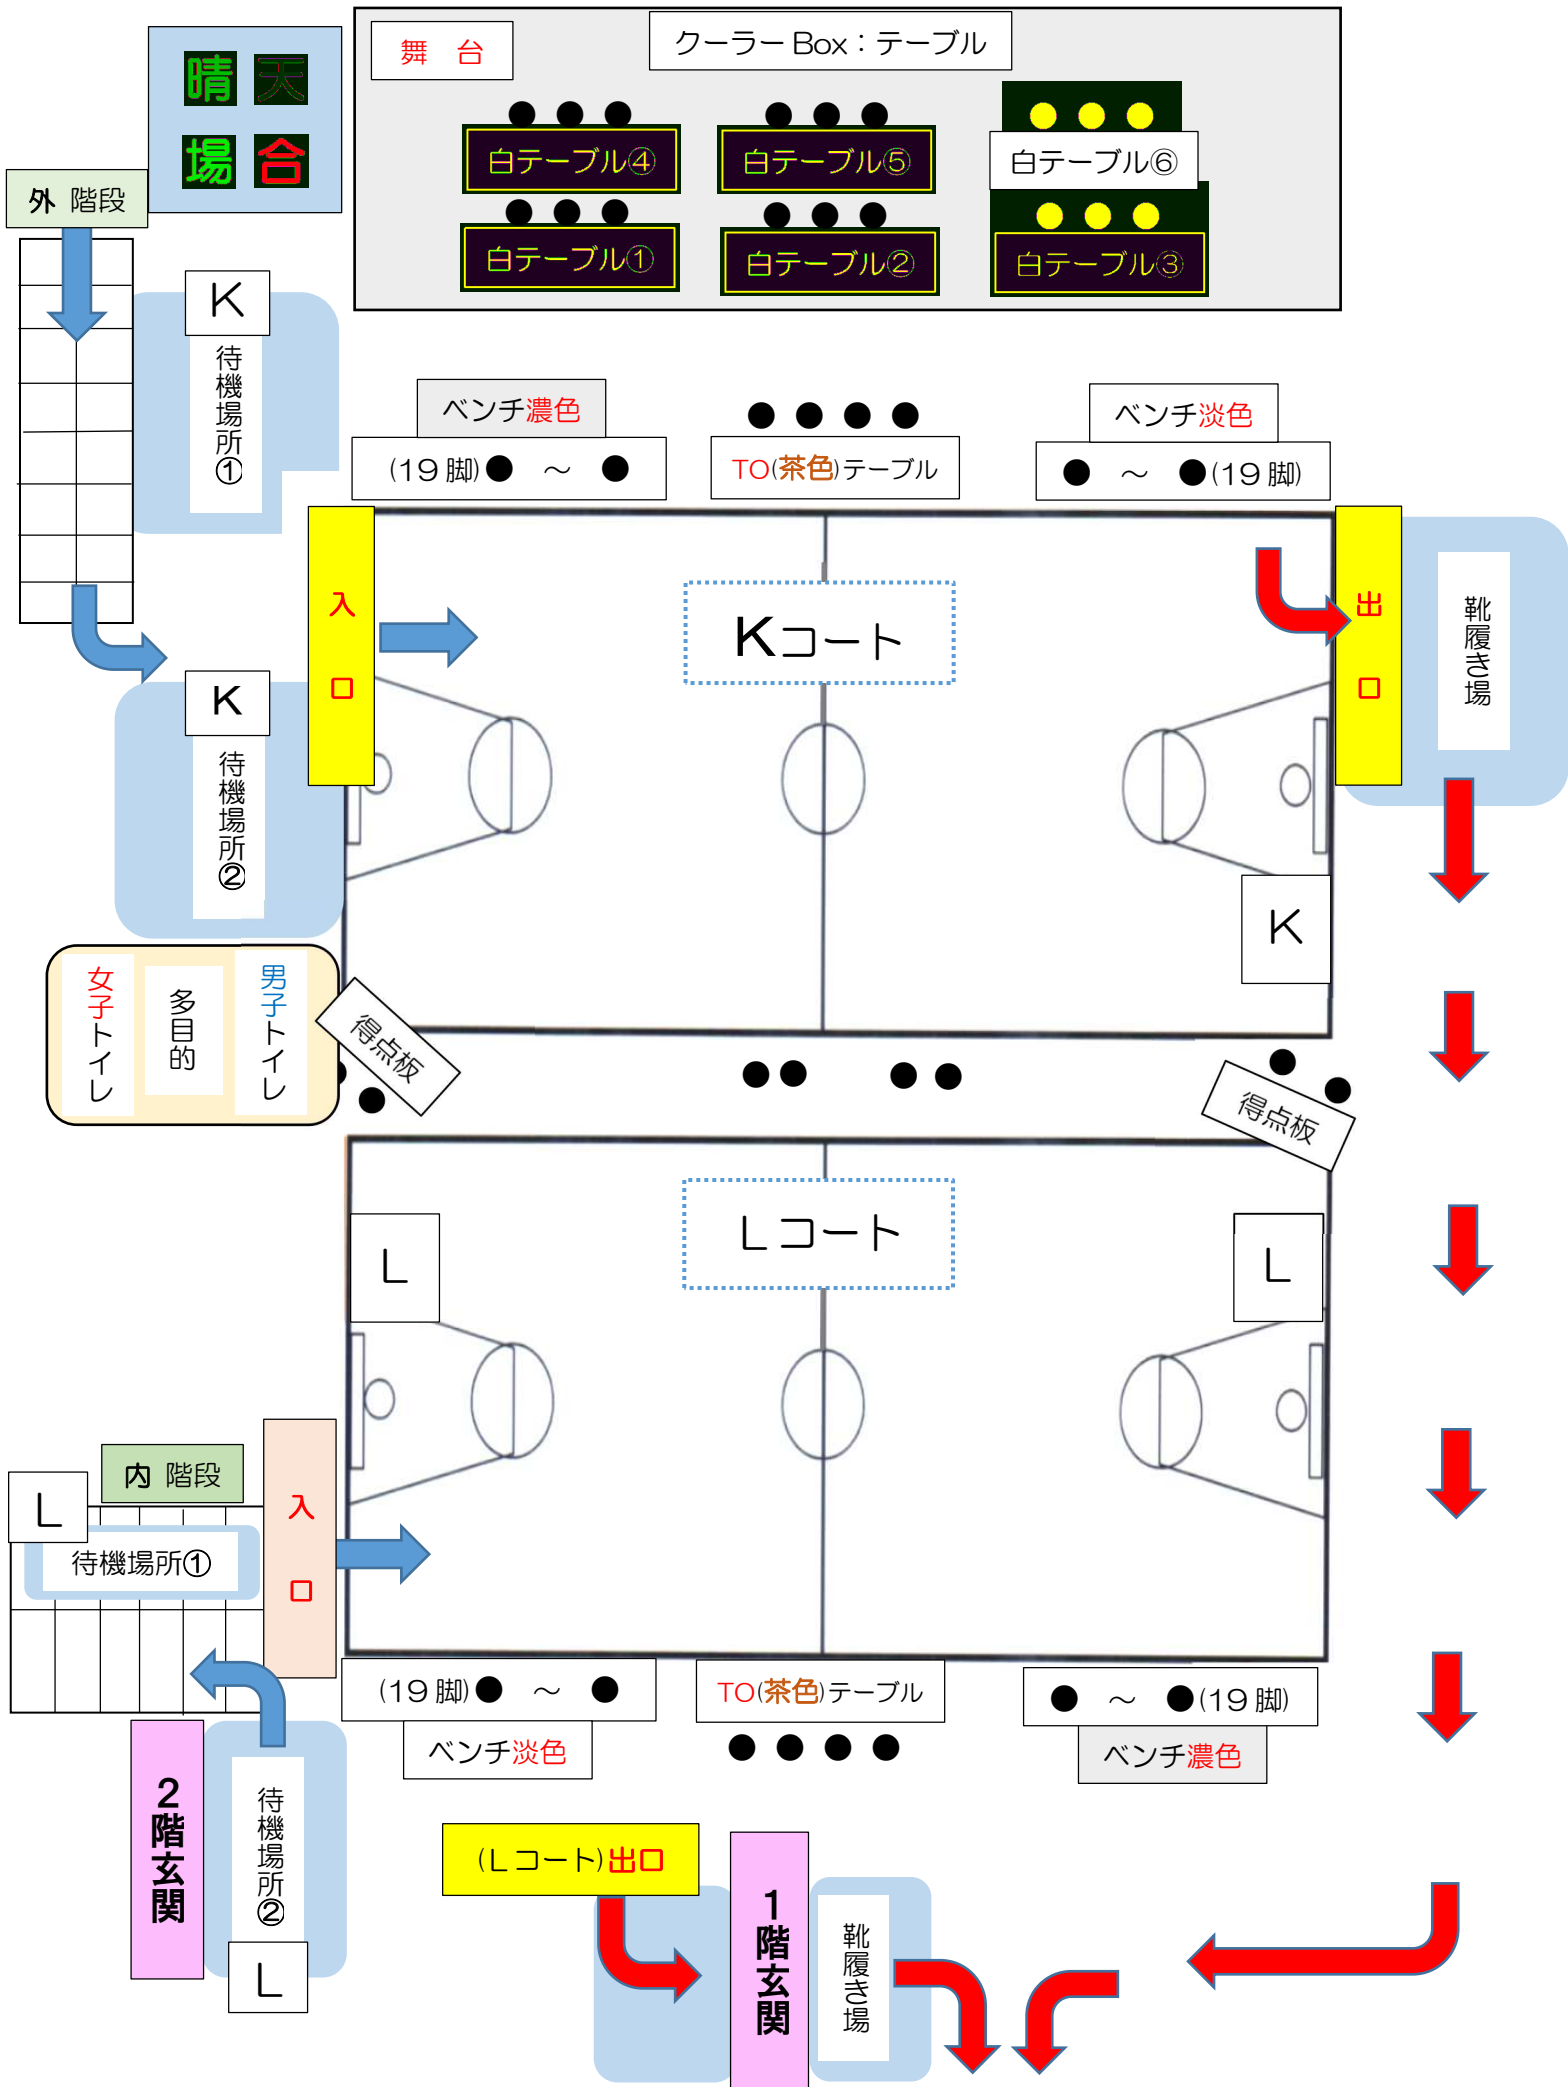 晴天
場合
舞 台
クーラーBox：テーブル
白テーブル④
白テーブル⑤
白テーブル⑥
白テーブル①
白テーブル②
白テーブル③
外 階段
K
待機場所①
ベンチ濃色
(19脚)● ～ ●
TO(茶色)テーブル
ベンチ淡色
● ～ ●(19脚)
入口
Kコート
出口
靴履き場
K
待機場所②
K
女子トイレ
多目的
男子トイレ
得点板
得点板
Lコート
L
L
内 階段
L
待機場所①
入口
(19脚)● ～ ●
TO(茶色)テーブル
● ～ ●(19脚)
ベンチ淡色
ベンチ濃色
2階玄関
待機場所②
L
(Lコート)出口
1階玄関
靴履き場